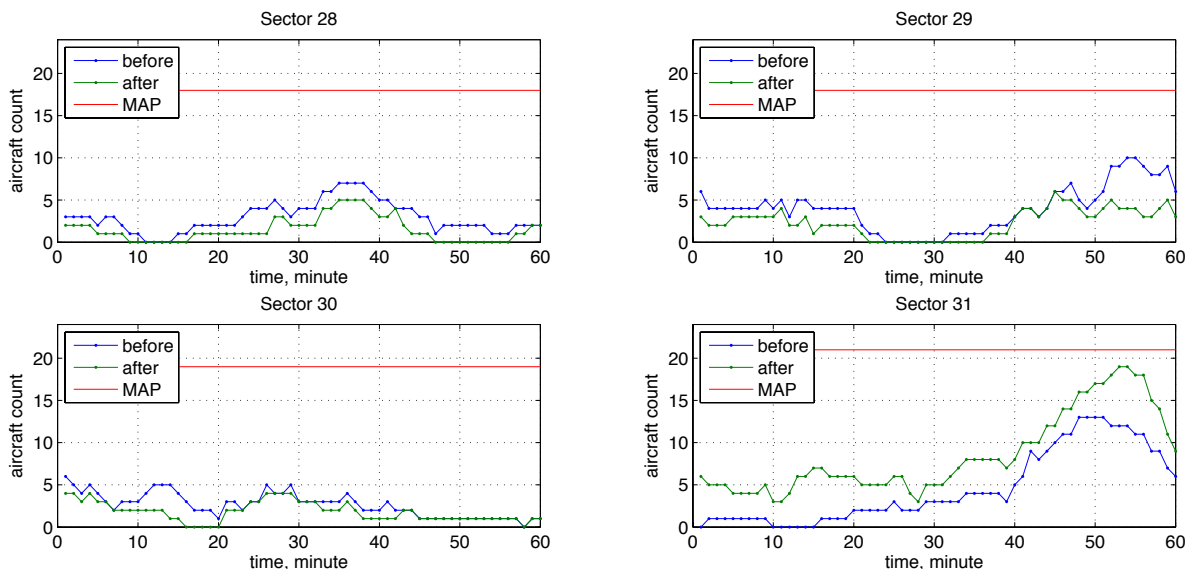 Sector 28
before
after
MAP
aircraft count
20
15
10
5
0
0 10 20 30 40 50 60
time, minute
Sector 29
before
after
MAP
aircraft count
20
15
10
5
0
0 10 20 30 40 50 60
time, minute
Sector 30
before
after
MAP
aircraft count
20
15
10
5
0
0 10 20 30 40 50 60
time, minute
Sector 31
before
after
MAP
aircraft count
20
15
10
5
0
0 10 20 30 40 50 60
time, minute